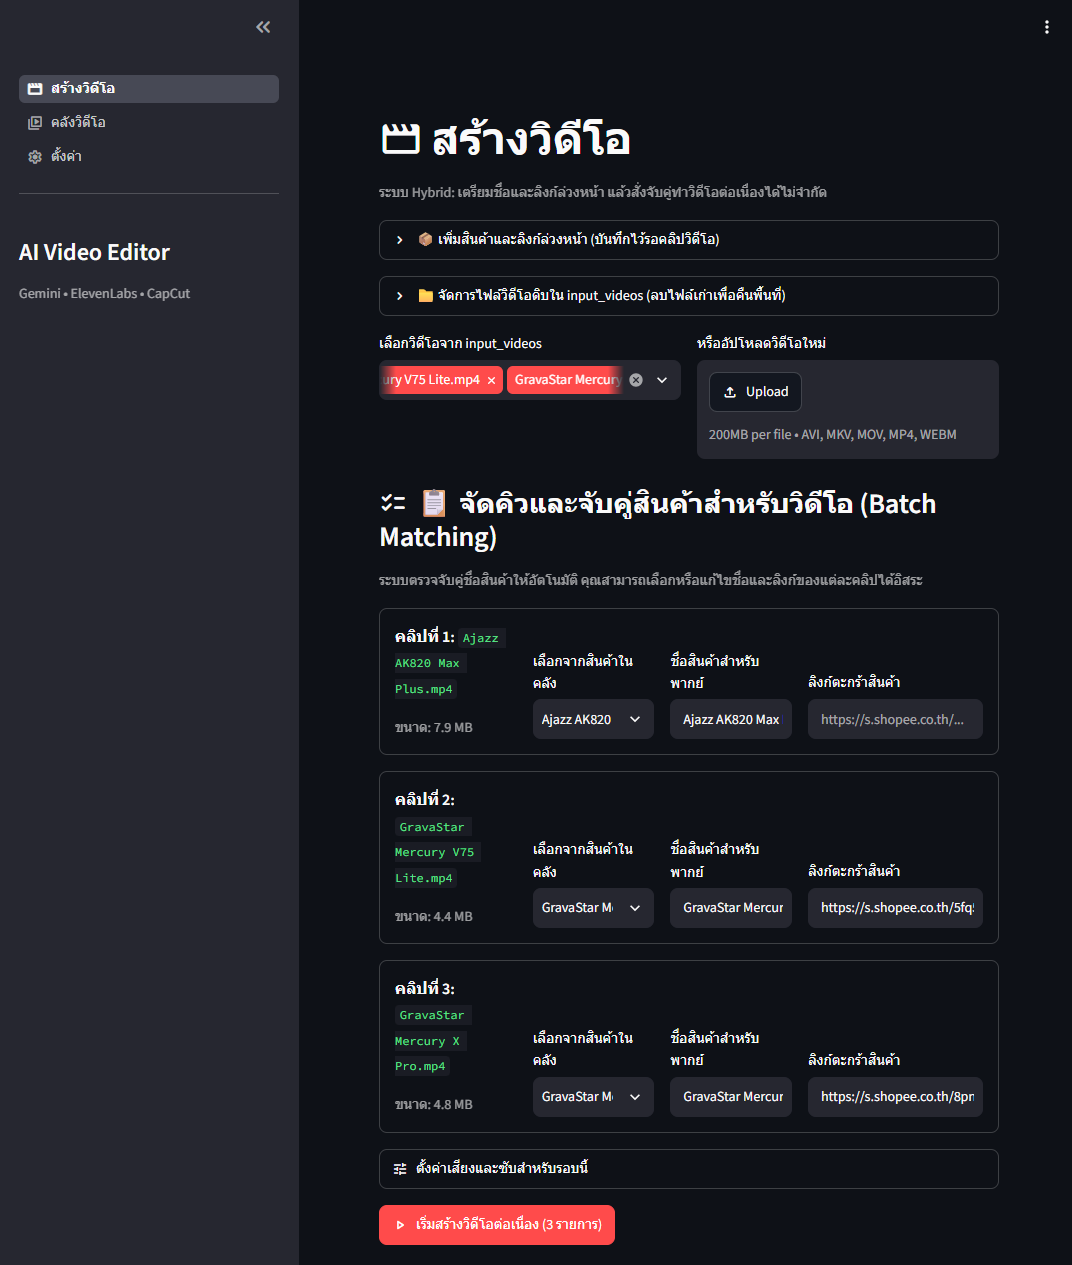 สร้างวิดีโอ
คลังวิดีโอ
ตั้งค่า
AI Video Editor
Gemini • ElevenLabs • CapCut
สร้างวิดีโอ
ระบบ Hybrid: เตรียมชื่อและลิงก์ล่วงหน้า แล้วสั่งจับคู่ทำวิดีโอต่อเนื่องได้ไม่จำกัด
เพิ่มสินค้าและลิงก์ล่วงหน้า (บันทึกไว้รอคลิปวิดีโอ)
จัดการไฟล์วิดีโอดิบใน input_videos (ลบไฟล์เก่าเพื่อคืนพื้นที่)
เลือกวิดีโอจาก input_videos
ury V75 Lite.mp4
GravaStar Mercury
หรืออัปโหลดวิดีโอใหม่
Upload
200MB per file • AVI, MKV, MOV, MP4, WEBM
จัดคิวและจับคู่สินค้าสำหรับวิดีโอ (Batch
Matching)
ระบบตรวจจับคู่ชื่อสินค้าให้อัตโนมัติ คุณสามารถเลือกหรือแก้ไขชื่อและลิงก์ของแต่ละคลิปได้อิสระ
คลิปที่ 1: Ajazz
AK820 Max
Plus.mp4
ขนาด: 7.9 MB
เลือกจากสินค้าใน
คลัง
Ajazz AK820
ชื่อสินค้าสำหรับ
พากย์
Ajazz AK820 Max
ลิงก์ตะกร้าสินค้า
https://s.shopee.co.th/...
คลิปที่ 2:
GravaStar
Mercury V75
Lite.mp4
ขนาด: 4.4 MB
เลือกจากสินค้าใน
คลัง
GravaStar Me
ชื่อสินค้าสำหรับ
พากย์
GravaStar Mercur
ลิงก์ตะกร้าสินค้า
https://s.shopee.co.th/5fq
คลิปที่ 3:
GravaStar
Mercury X
Pro.mp4
ขนาด: 4.8 MB
เลือกจากสินค้าใน
คลัง
GravaStar Me
ชื่อสินค้าสำหรับ
พากย์
GravaStar Mercur
ลิงก์ตะกร้าสินค้า
https://s.shopee.co.th/8pr
ตั้งค่าเสียงและซับสำหรับรอบนี้
เริ่มสร้างวิดีโอต่อเนื่อง (3 รายการ)